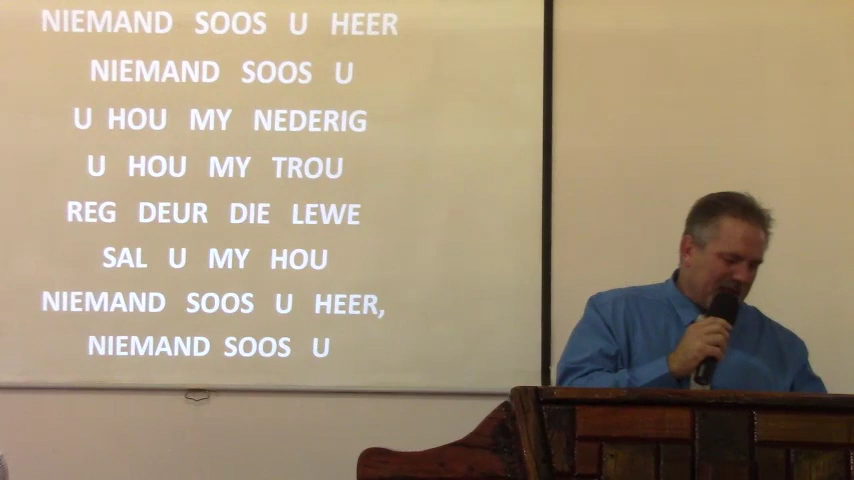 NIEMAND SOOS U HEER
NIEMAND SOOS U
U HOU MY NEDERIG
U HOU MY TROU
REG DEUR DIE LEWE
SAL U MY HOU
NIEMAND SOOS U HEER,
NIEMAND SOOS U